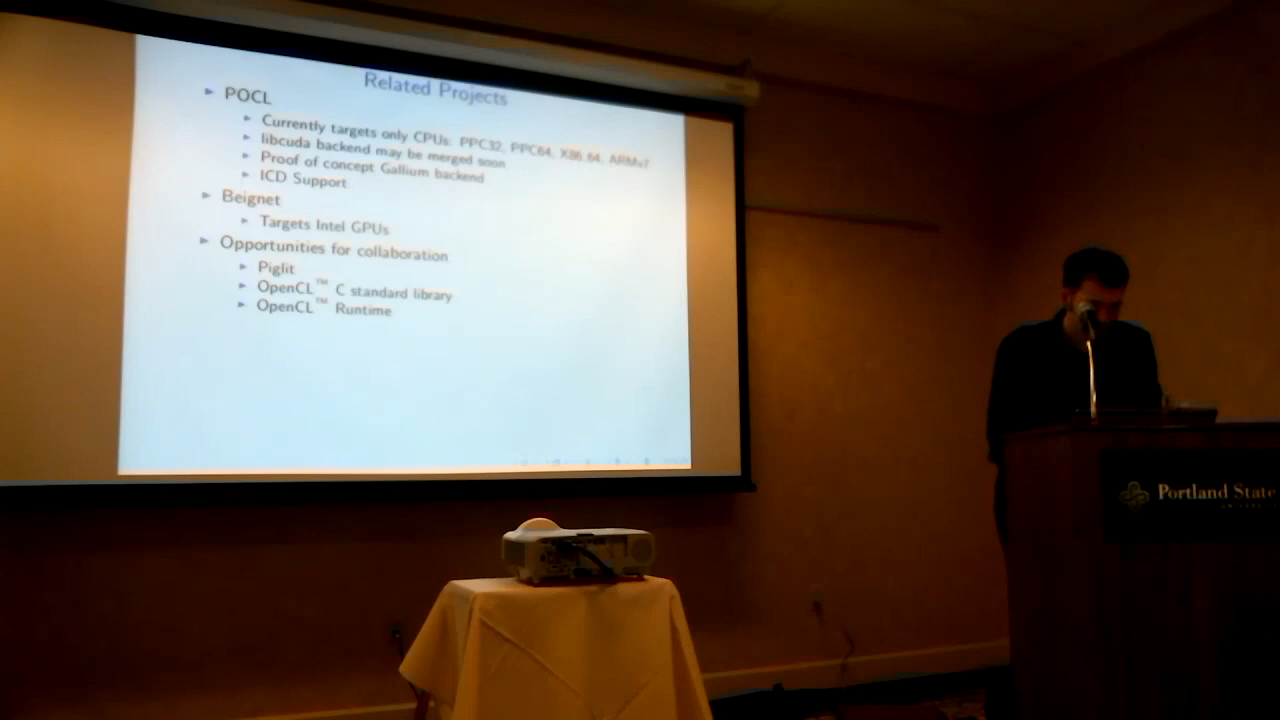 Related Projects
POCL
Currently targets only CPUs: PPC32, PPC64, X86_64, ARMv7
libcuda backend may be merged soon
Proof of concept Gallium backend
ICD Support
Beignet
Targets Intel GPUs
Opportunities for collaboration
Piglit
OpenCL™ C standard library
OpenCL™ Runtime
Portland State